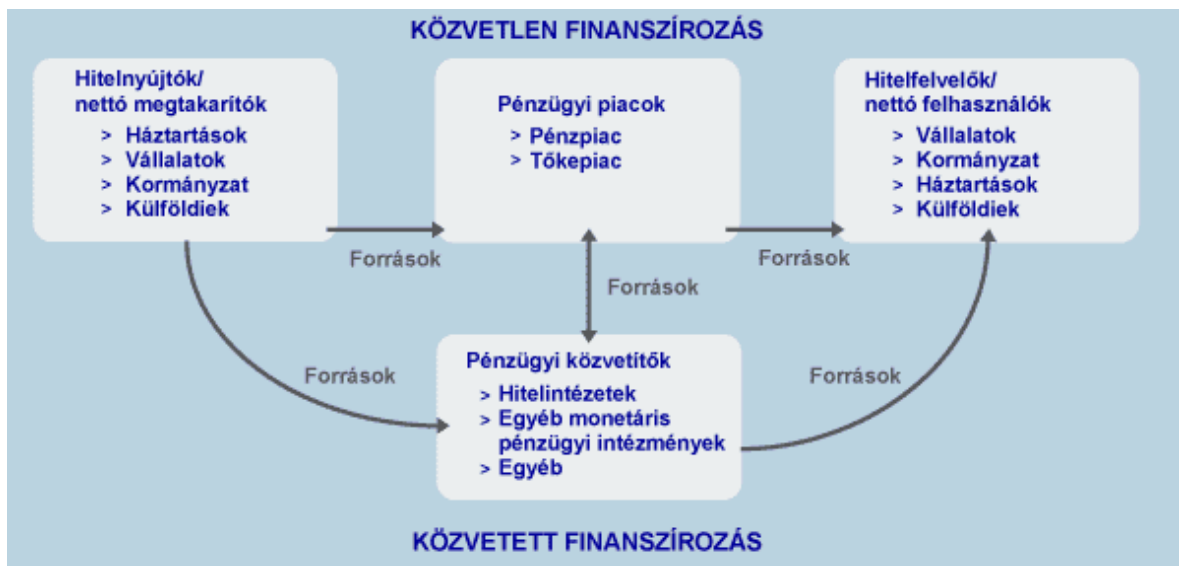 KÖZVETLEN FINANSZÍROZÁS
Hitelnyújtók/
nettó megtakarítók
> Háztartások
> Vállalatok
> Kormányzat
> Külföldiek
Pénzügyi piacok
> Pénzpiac
> Tőkepiac
Hitelfelvelők/
nettó felhasználók
> Vállalatok
> Kormányzat
> Háztartások
> Külföldiek
Források
Források
Források
Források
Források
Pénzügyi közvetítők
> Hitelintézetek
> Egyéb monetáris
pénzügyi intézmények
> Egyéb
KÖZVETETT FINANSZÍROZÁS